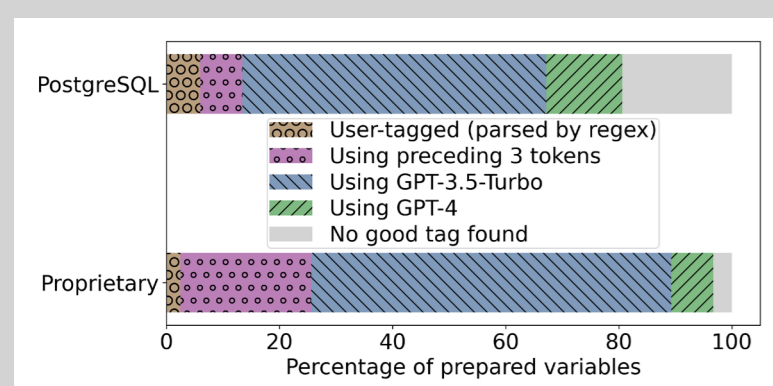 PostgreSQL
User-tagged (parsed by regex)
Using preceding 3 tokens
Using GPT-3.5-Turbo
Using GPT-4
No good tag found
Proprietary
0 20 40 60 80 100
Percentage of prepared variables